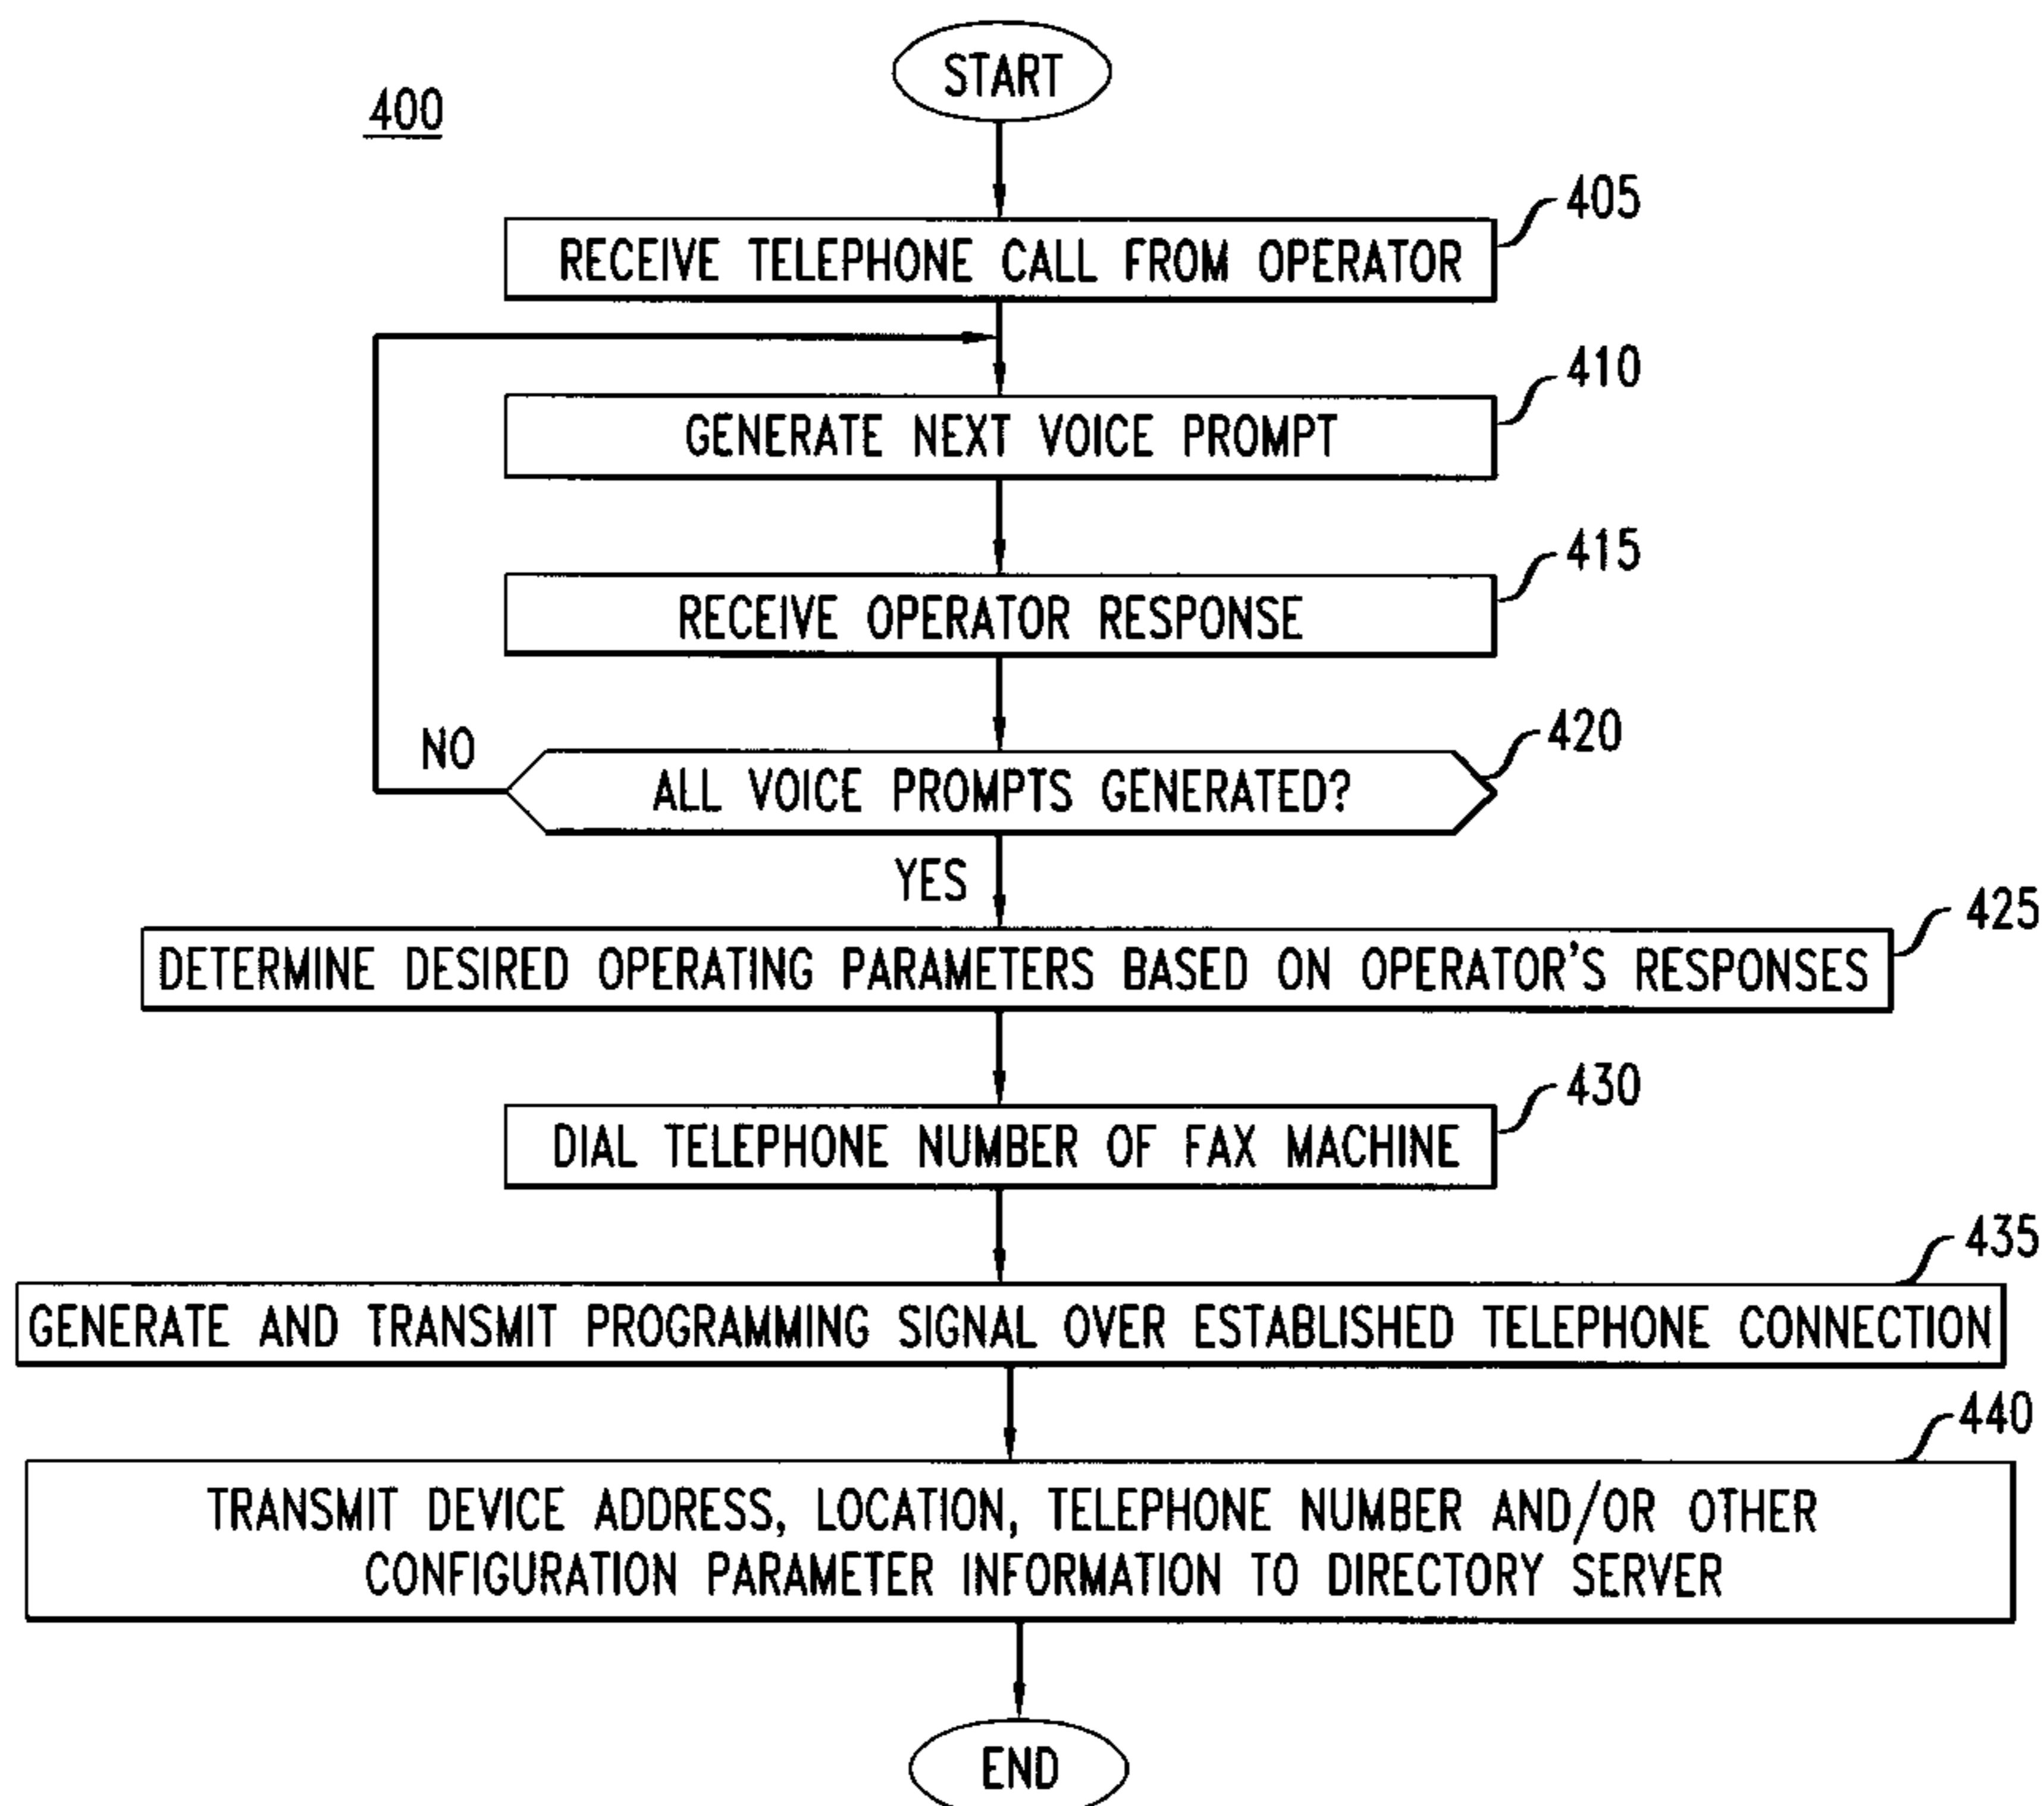 START
400
405
RECEIVE TELEPHONE CALL FROM OPERATOR
410
GENERATE NEXT VOICE PROMPT
415
RECEIVE OPERATOR RESPONSE
420
NO
ALL VOICE PROMPTS GENERATED?
YES
425
DETERMINE DESIRED OPERATING PARAMETERS BASED ON OPERATOR'S RESPONSES
430
DIAL TELEPHONE NUMBER OF FAX MACHINE
435
GENERATE AND TRANSMIT PROGRAMMING SIGNAL OVER ESTABLISHED TELEPHONE CONNECTION
440
TRANSMIT DEVICE ADDRESS, LOCATION, TELEPHONE NUMBER AND/OR OTHER
CONFIGURATION PARAMETER INFORMATION TO DIRECTORY SERVER
END